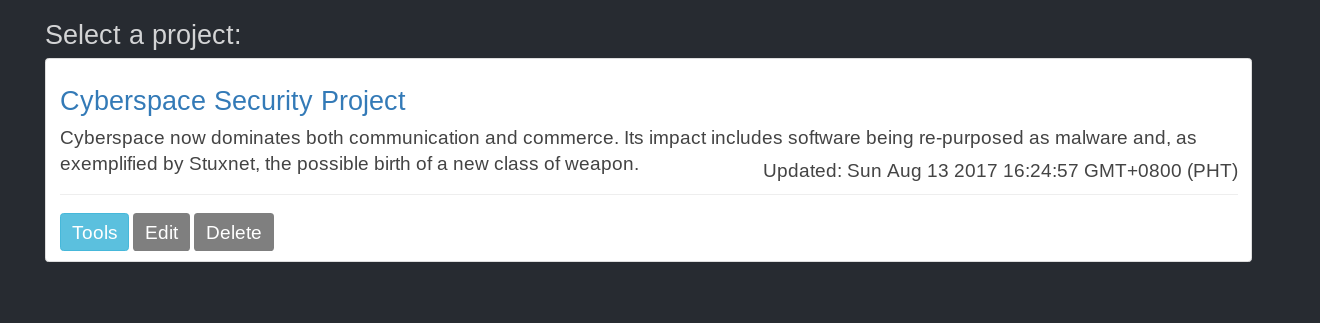 Select a project:
Cyberspace Security Project
Cyberspace now dominates both communication and commerce. Its impact includes software being re-purposed as malware and, as
exemplified by Stuxnet, the possible birth of a new class of weapon.
Updated: Sun Aug 13 2017 16:24:57 GMT+0800 (PHT)
Tools Edit Delete